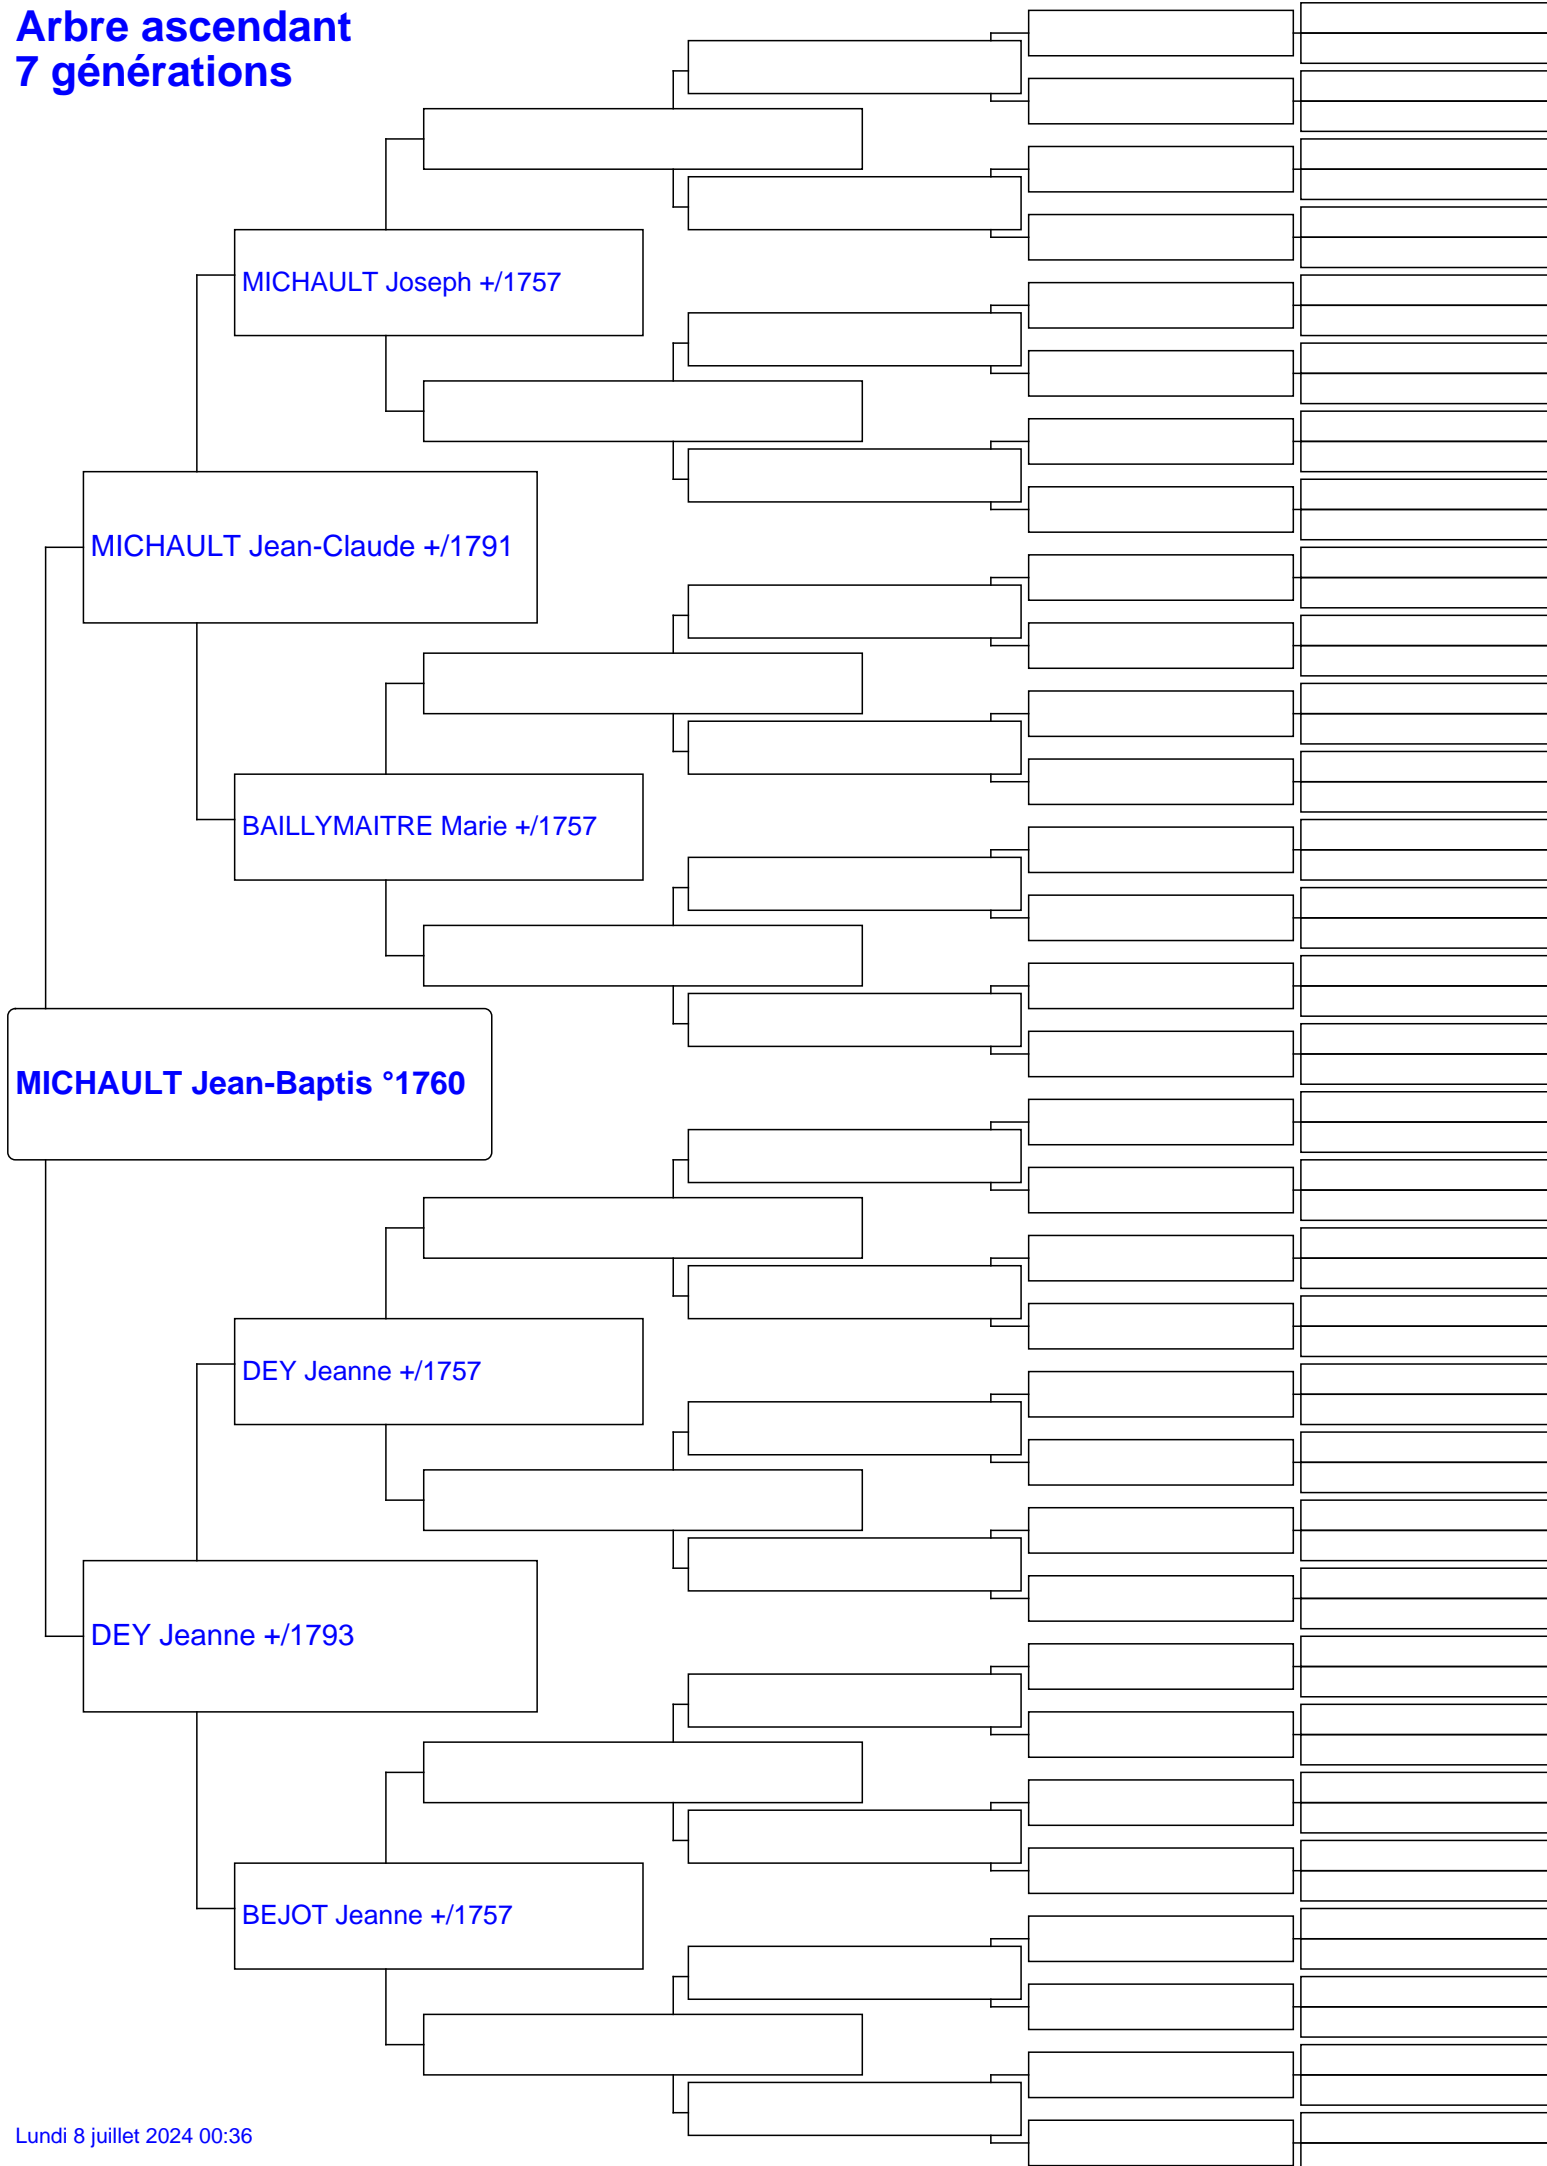 Arbre ascendant
7 générations
MICHAULT Joseph +/1757
MICHAULT Jean-Claude +/1791
BAILLYMAITRE Marie +/1757
MICHAULT Jean-Baptis °1760
DEY Jeanne +/1757
DEY Jeanne +/1793
BEJOT Jeanne +/1757
Lundi 8 juillet 2024 00:36